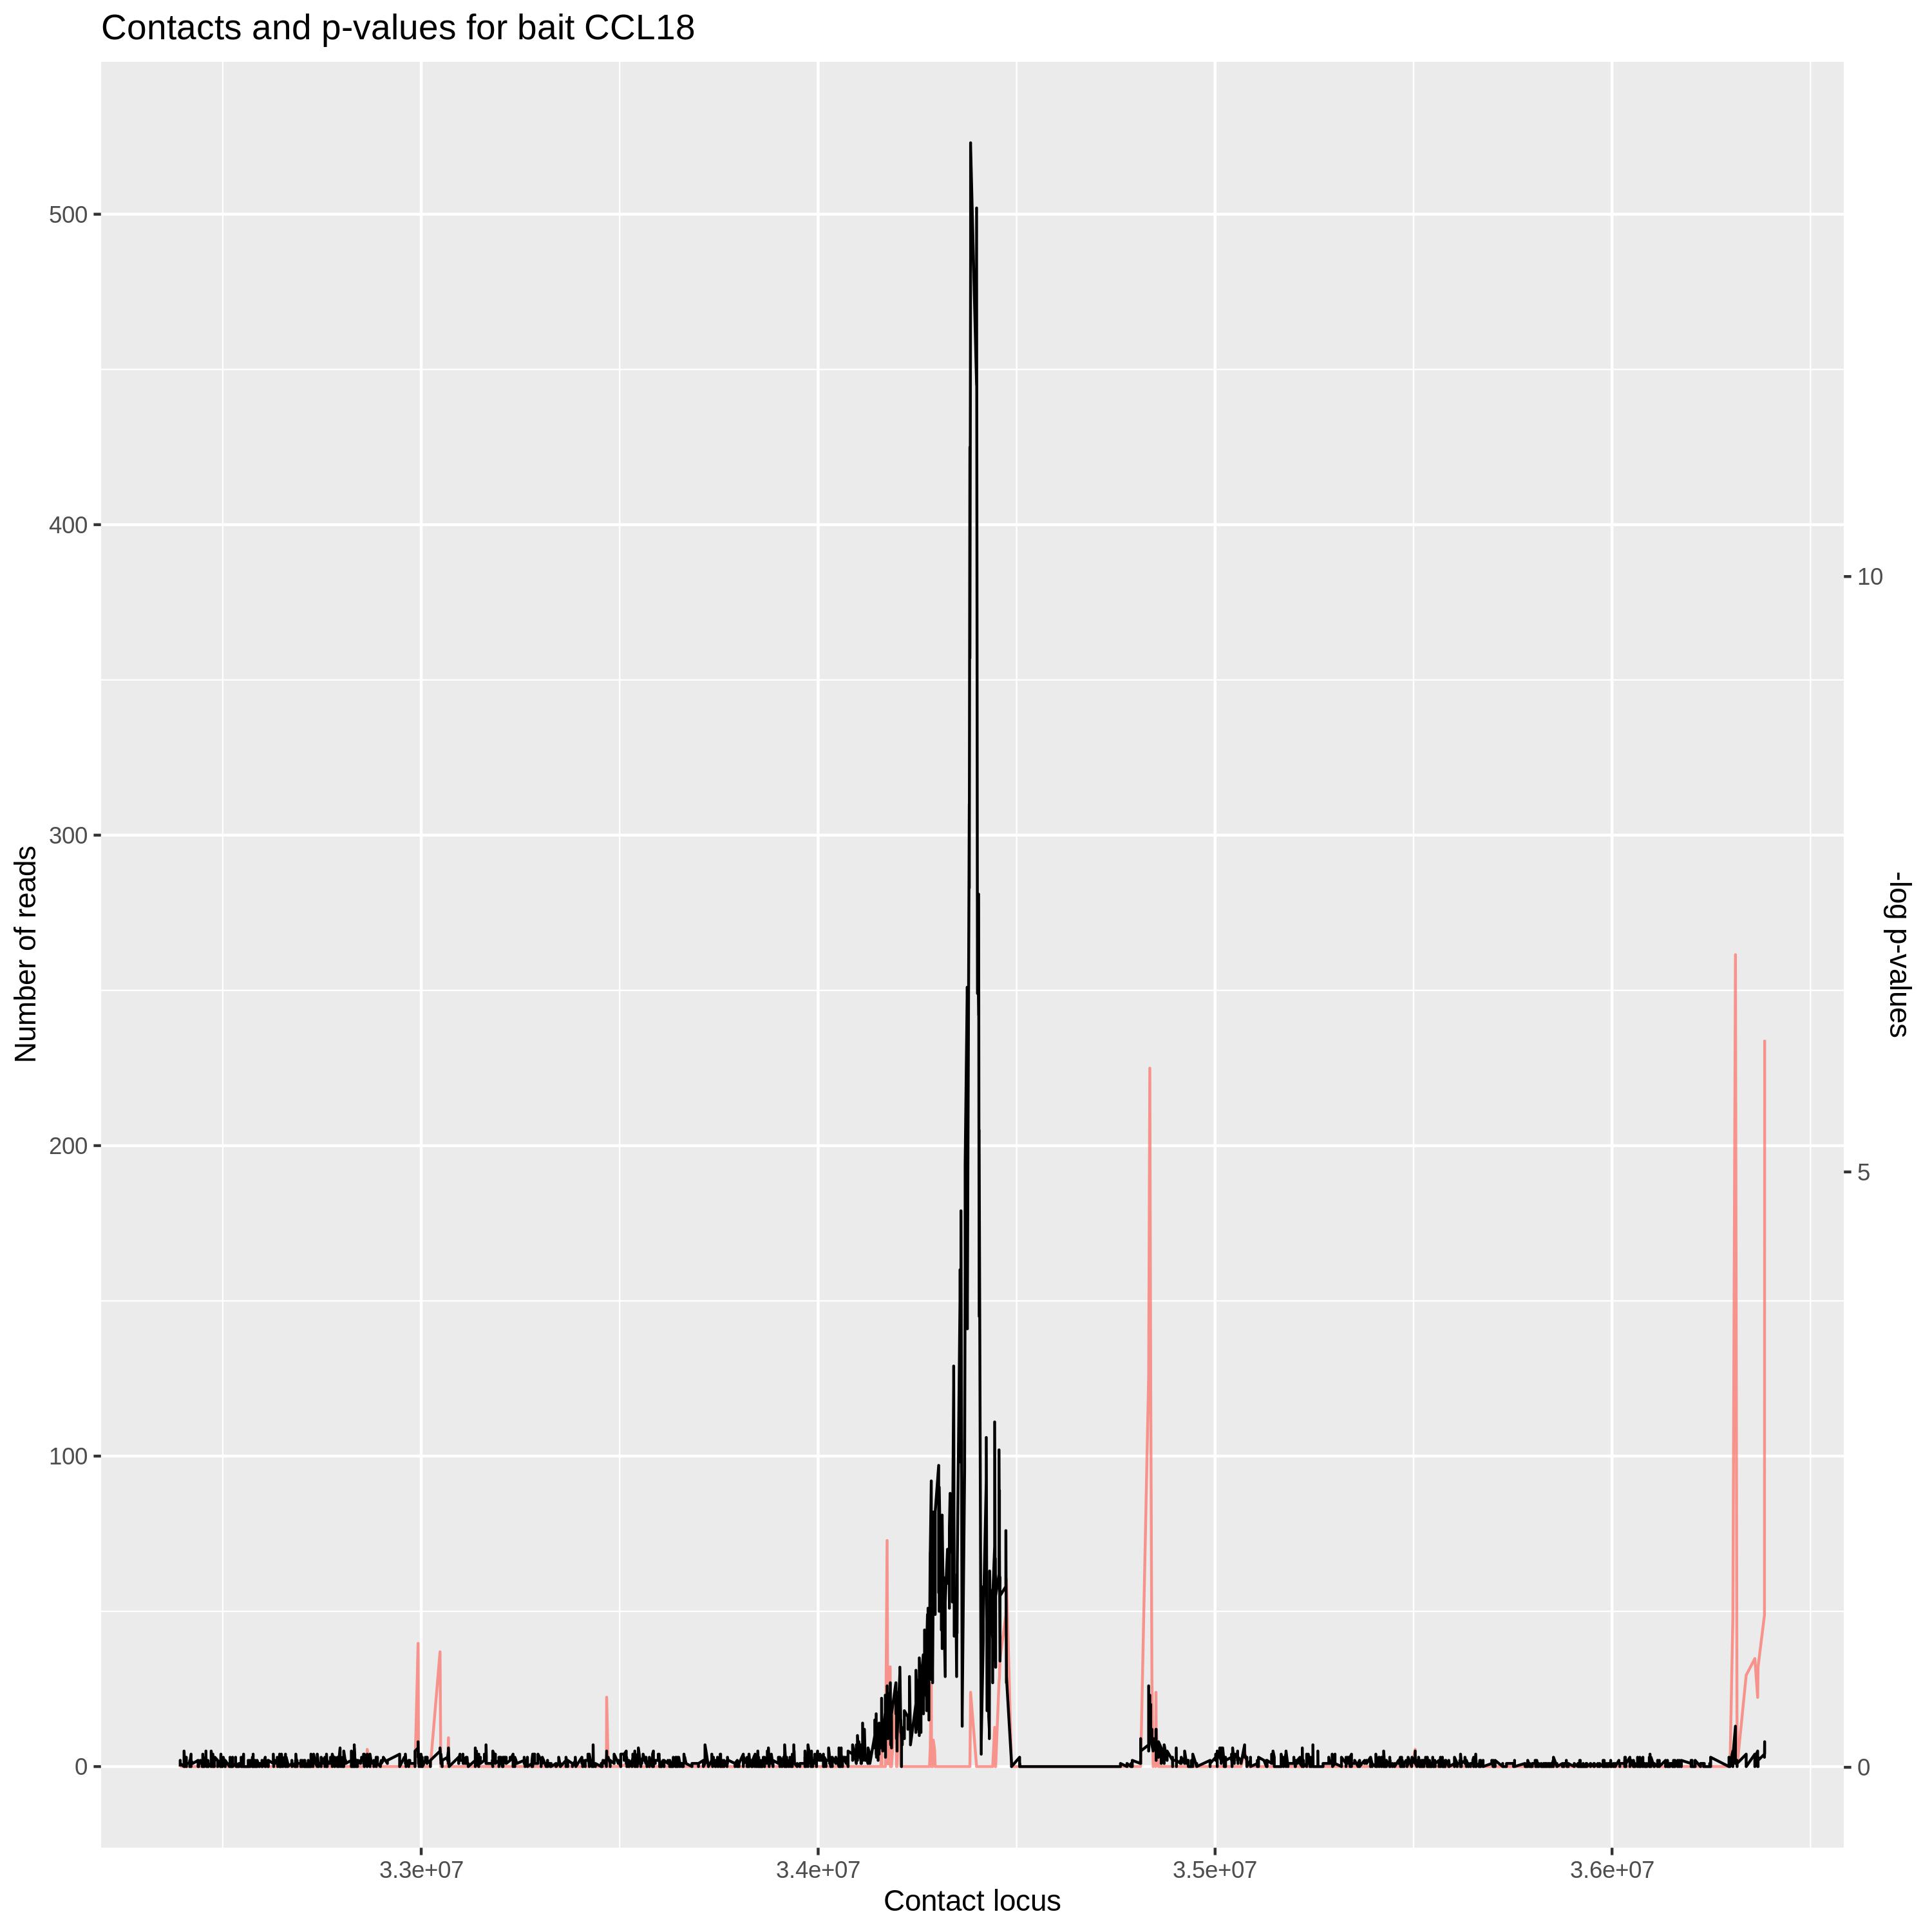 Contacts and p-values for bait CCL18
500
400
300
200
100
0
Number of reads
10
5
0
-log p-values
3.3e+07
3.4e+07
3.5e+07
3.6e+07
Contact locus